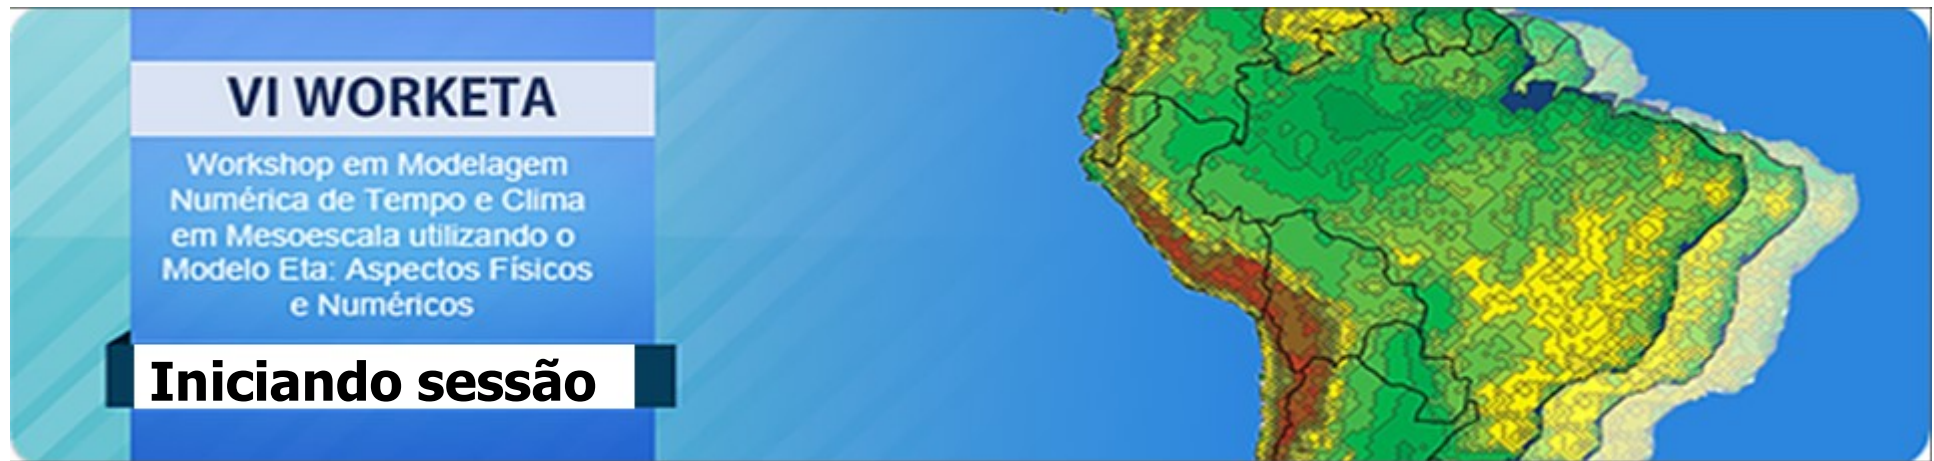 VI WORKETA
Workshop em Modelagem
Numérica de Tempo e Clima
em Mesoescala utilizando o
Modelo Eta: Aspectos Físicos
e Numéricos
Iniciando sessão